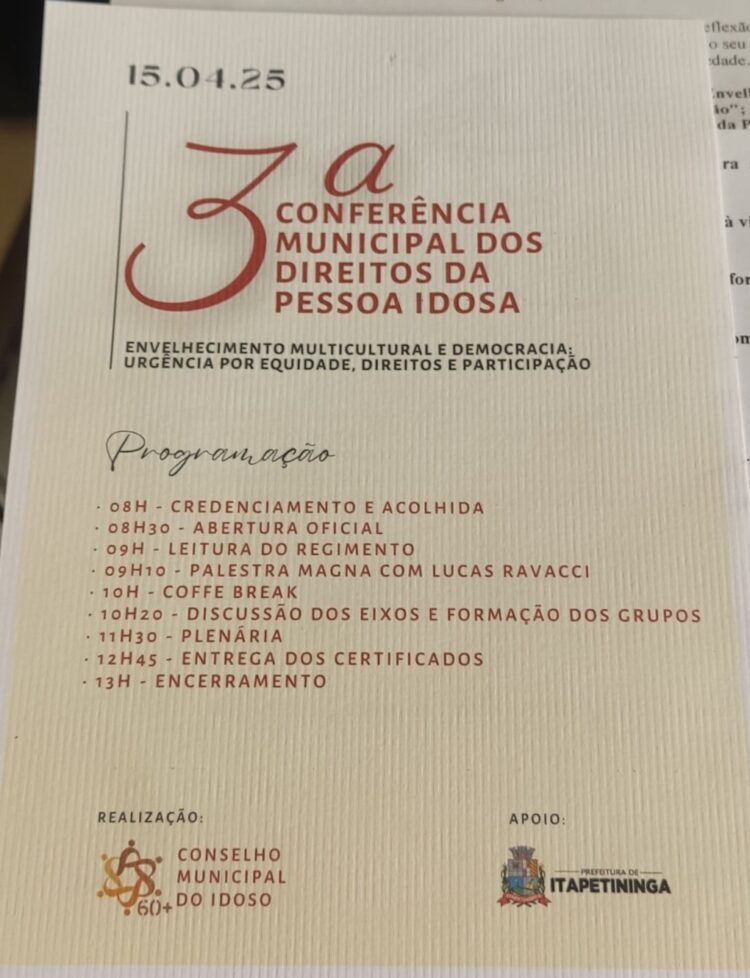 15.04.25
3ª
CONFERÊNCIA
MUNICIPAL DOS
DIREITOS DA
PESSOA IDOSA
ENVELHECIMENTO MULTICULTURAL E DEMOCRACIA:
URGÊNCIA POR EQUIDADE, DIREITOS E PARTICIPAÇÃO
Programação
· 08H - CREDENCIAMENTO E ACOLHIDA
· 08H30 - ABERTURA OFICIAL
· 09H - LEITURA DO REGIMENTO
· 09H10 - PALESTRA MAGNA COM LUCAS RAVACCI
· 10H - COFFE BREAK
· 10H20 - DISCUSSÃO DOS EIXOS E FORMAÇÃO DOS GRUPOS
· 11H30 - PLENÁRIA
· 12H45 - ENTREGA DOS CERTIFICADOS
· 13H - ENCERRAMENTO
REALIZAÇÃO:
CONSELHO
MUNICIPAL
DO IDOSO
60+
APOIO:
PREFEITURA DE
ITAPETININGA
o seu
da P
ra
à